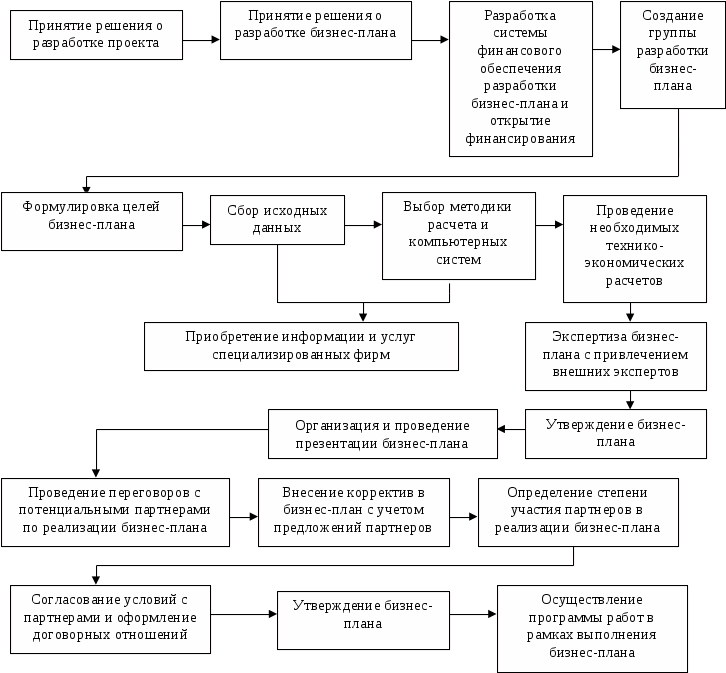 Принятие решения о
разработке проекта
Принятие решения о
разработке бизнес-плана
Разработка
системы
финансового
обеспечения
разработки
бизнес-плана и
открытие
финансирования
Создание
группы
разработки
бизнес-
плана
Формулировка целей
бизнес-плана
Сбор исходных
данных
Выбор методики
расчета и
компьютерных
систем
Проведение
необходимых
технико-
экономических
расчетов
Приобретение информации и услуг
специализированных фирм
Экспертиза бизнес-
плана с привлечением
внешних экспертов
Организация и проведение
презентации бизнес-плана
Утверждение бизнес-
плана
Проведение переговоров с
потенциальными партнерами
по реализации бизнес-плана
Внесение корректив в
бизнес-план с учетом
предложений партнеров
Определение степени
участия партнеров в
реализации бизнес-плана
Согласование условий с
партнерами и оформление
договорных отношений
Утверждение бизнес-
плана
Осуществление
программы работ в
рамках выполнения
бизнес-плана